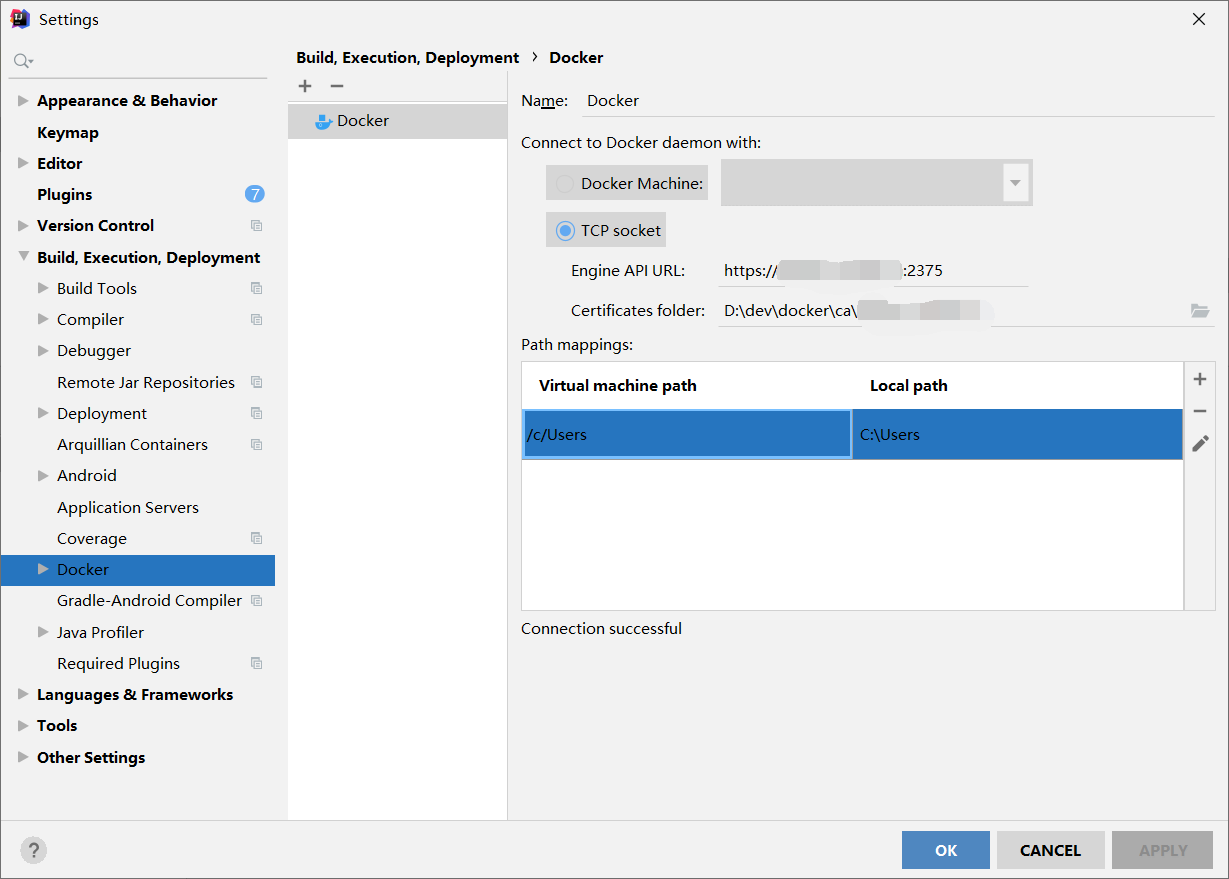 Settings
Build, Execution, Deployment › Docker
Appearance & Behavior
Keymap
Editor
Plugins 7
Version Control
Build, Execution, Deployment
Build Tools
Compiler
Debugger
Remote Jar Repositories
Deployment
Arquillian Containers
Android
Application Servers
Coverage
Docker
Gradle-Android Compiler
Java Profiler
Required Plugins
Languages & Frameworks
Tools
Other Settings
Docker
Name: Docker
Connect to Docker daemon with:
Docker Machine:
TCP socket
Engine API URL: https:// :2375
Certificates folder: D:\dev\docker\ca\
Path mappings:
Virtual machine path Local path
/c/Users C:\Users
Connection successful
? OK CANCEL APPLY